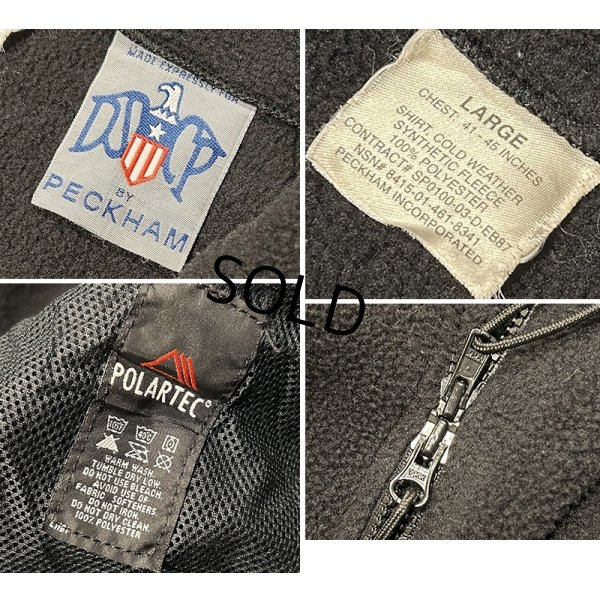 MADE EXPRESSLY FOR
DSCP
BY
PECKHAM
LARGE
CHEST: 41 - 45 INCHES
SHIRT, COLD WEATHER
SYNTHETIC FLEECE
100% POLYESTER
CONTRACT# SP0100-03-D-EB87
NSN# 8415-01-461-8341
PECKHAM INCORPORATED
SOLD
POLARTEC®
105F
40C
WARM WASH.
TUMBLE DRY LOW.
DO NOT USE BLEACH.
AVOID USE OF
FABRIC SOFTENERS.
DO NOT IRON.
DO NOT DRY CLEAN.
100% POLYESTER